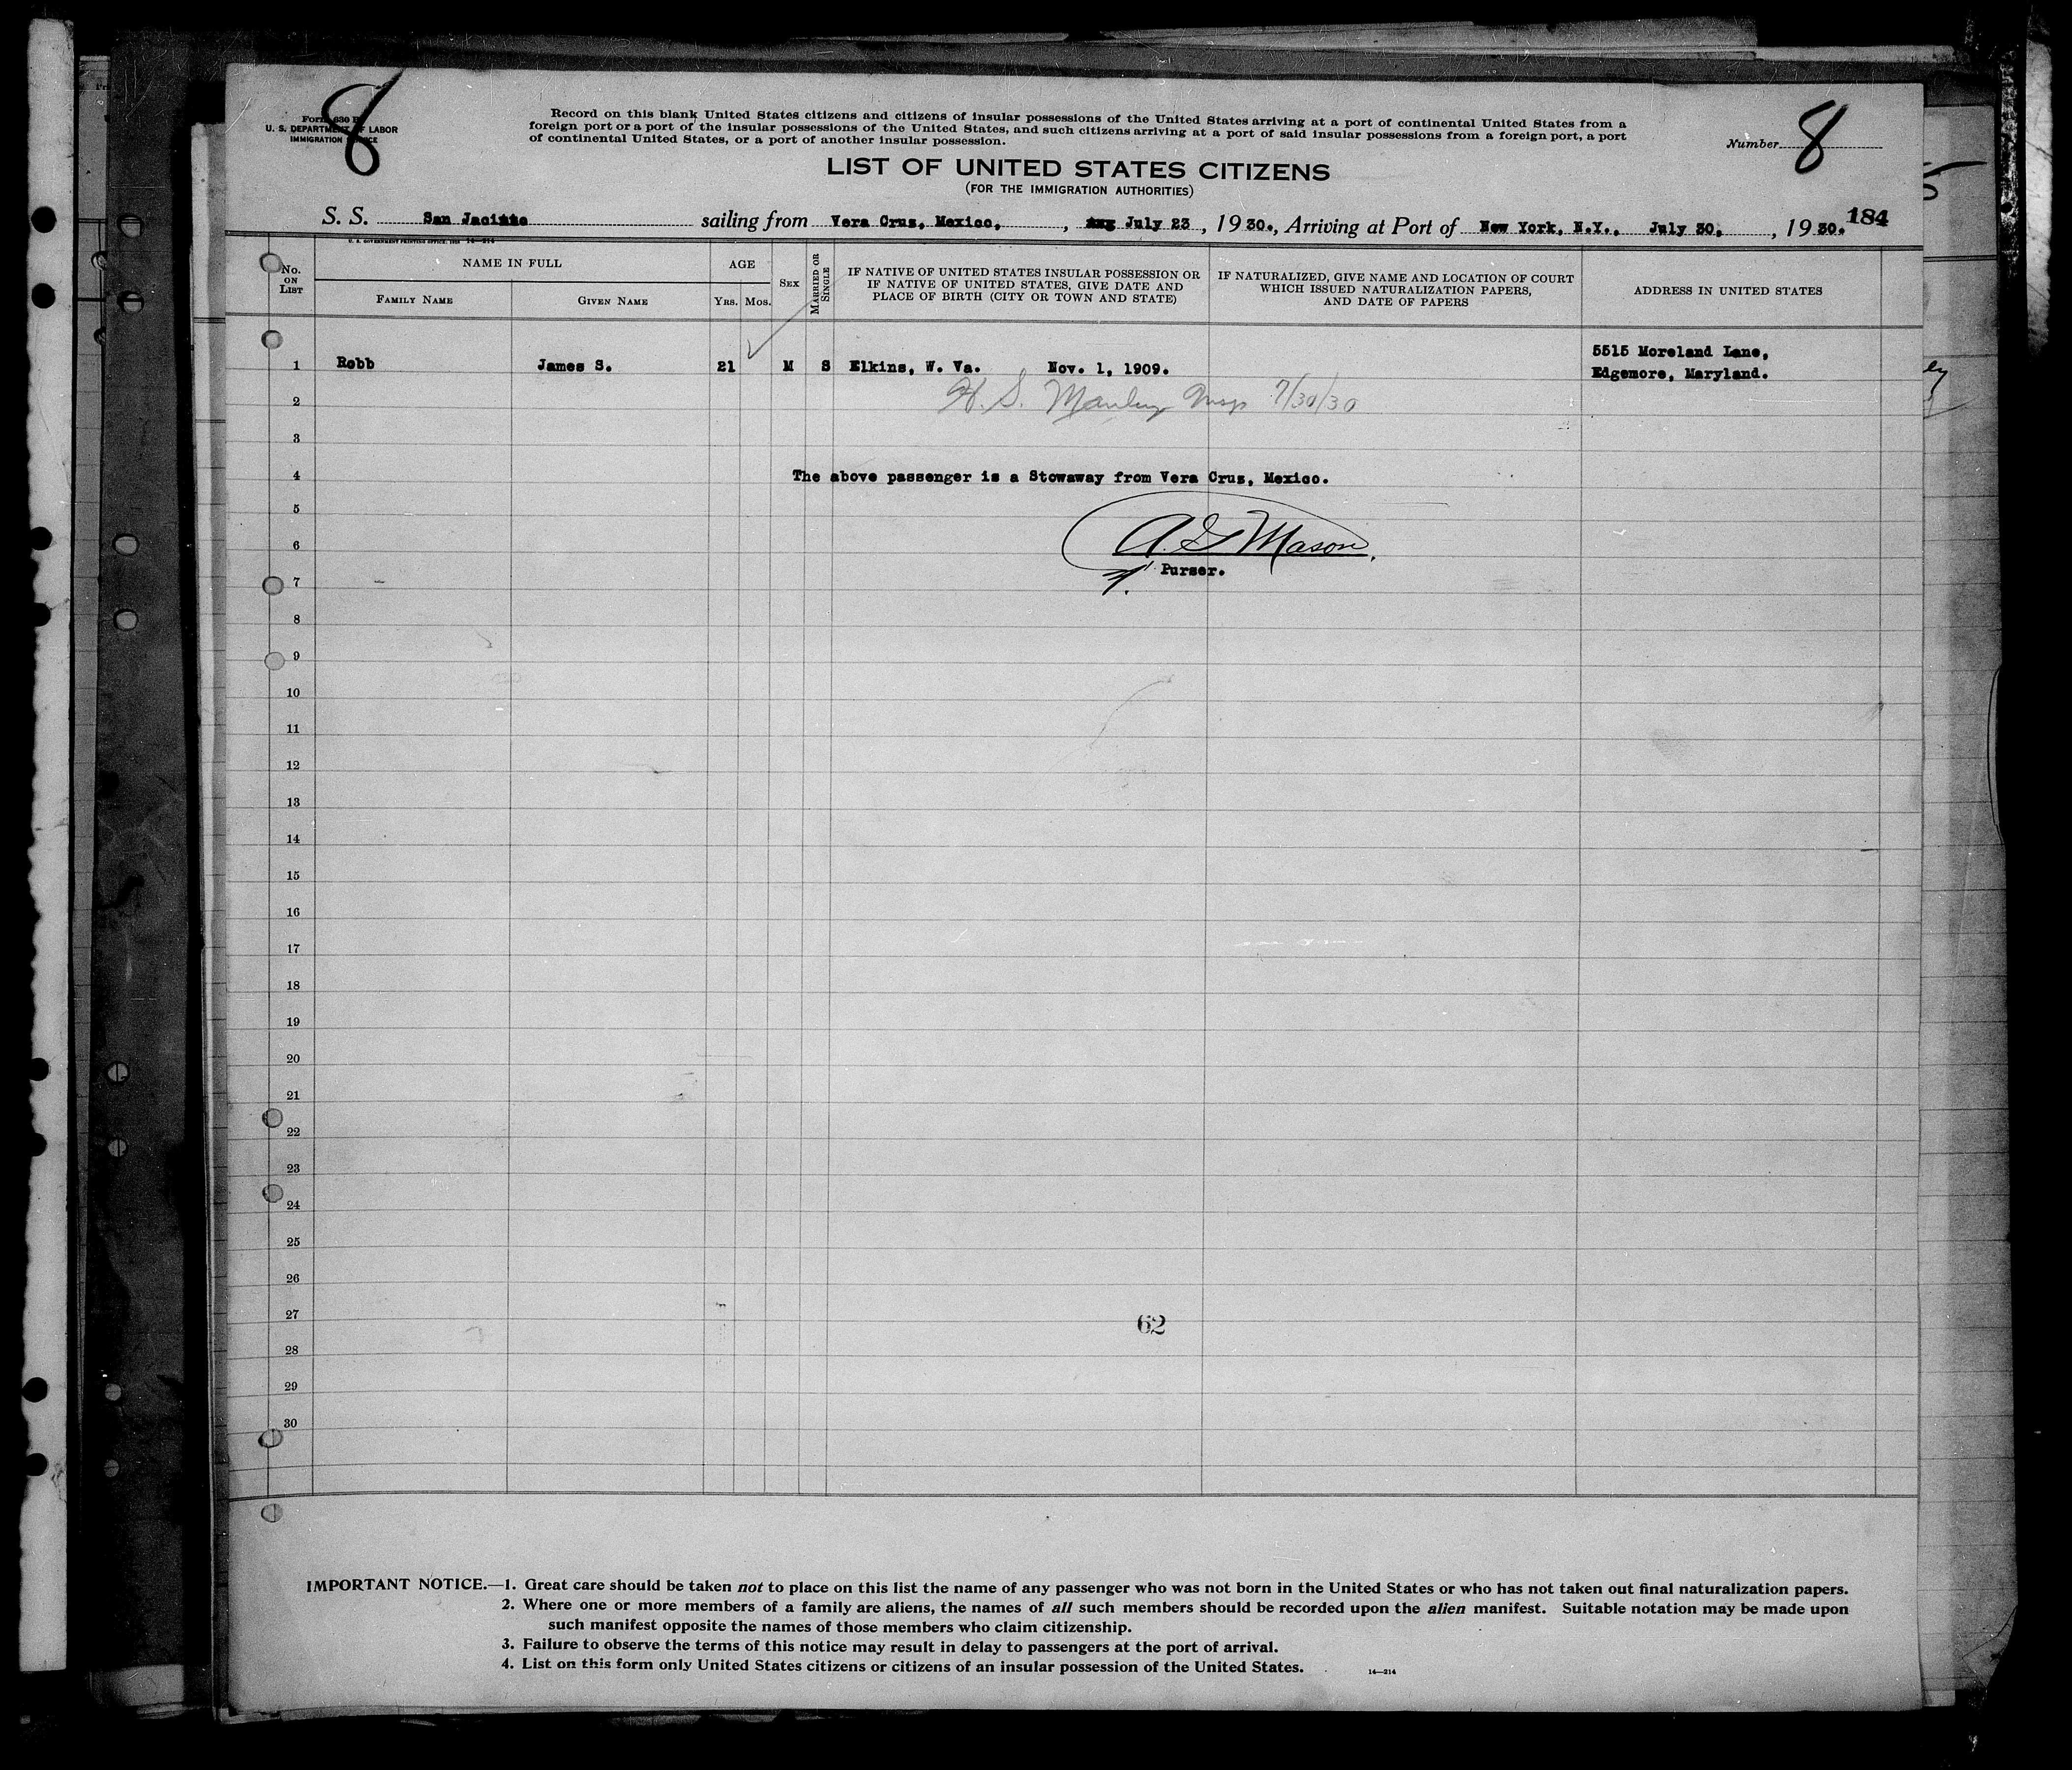 8
Form 630 B
U. S. DEPARTMENT OF LABOR
IMMIGRATION SERVICE
Record on this blank United States citizens and citizens of insular possessions of the United States arriving at a port of continental United States from a
foreign port or a port of the insular possessions of the United States, and such citizens arriving at a port of said insular possessions from a foreign port, a port
of continental United States, or a port of another insular possession.
Number 8
LIST OF UNITED STATES CITIZENS
(FOR THE IMMIGRATION AUTHORITIES)
S. S. San Jacinto sailing from Vera Cruz, Mexico, , Aug July 23 , 19 30., Arriving at Port of New York, N.Y., July 30, , 19 30. 184
U. S. GOVERNMENT PRINTING OFFICE 14—214
No. ON LIST
NAME IN FULL
FAMILY NAME
GIVEN NAME
AGE
YRS. MOS.
SEX
MARRIED OR SINGLE
IF NATIVE OF UNITED STATES INSULAR POSSESSION OR
IF NATIVE OF UNITED STATES, GIVE DATE AND
PLACE OF BIRTH (CITY OR TOWN AND STATE)
IF NATURALIZED, GIVE NAME AND LOCATION OF COURT
WHICH ISSUED NATURALIZATION PAPERS,
AND DATE OF PAPERS
ADDRESS IN UNITED STATES
1 Robb James S. 21 M S Elkins, W. Va. Nov. 1, 1909. 5515 Moreland Lane,
Edgemore, Maryland.
2 H. S. Manley Insp 7/30/30
3
4 The above passenger is a Stowaway from Vera Cruz, Mexico.
5
6 A. G. Mason.
7 Purser.
8
9
10
11
12
13
14
15
16
17
18
19
20
21
22
23
24
25
26
27 62
28
29
30
IMPORTANT NOTICE.—1. Great care should be taken not to place on this list the name of any passenger who was not born in the United States or who has not taken out final naturalization papers.
2. Where one or more members of a family are aliens, the names of all such members should be recorded upon the alien manifest. Suitable notation may be made upon
such manifest opposite the names of those members who claim citizenship.
3. Failure to observe the terms of this notice may result in delay to passengers at the port of arrival.
4. List on this form only United States citizens or citizens of an insular possession of the United States. 14—214